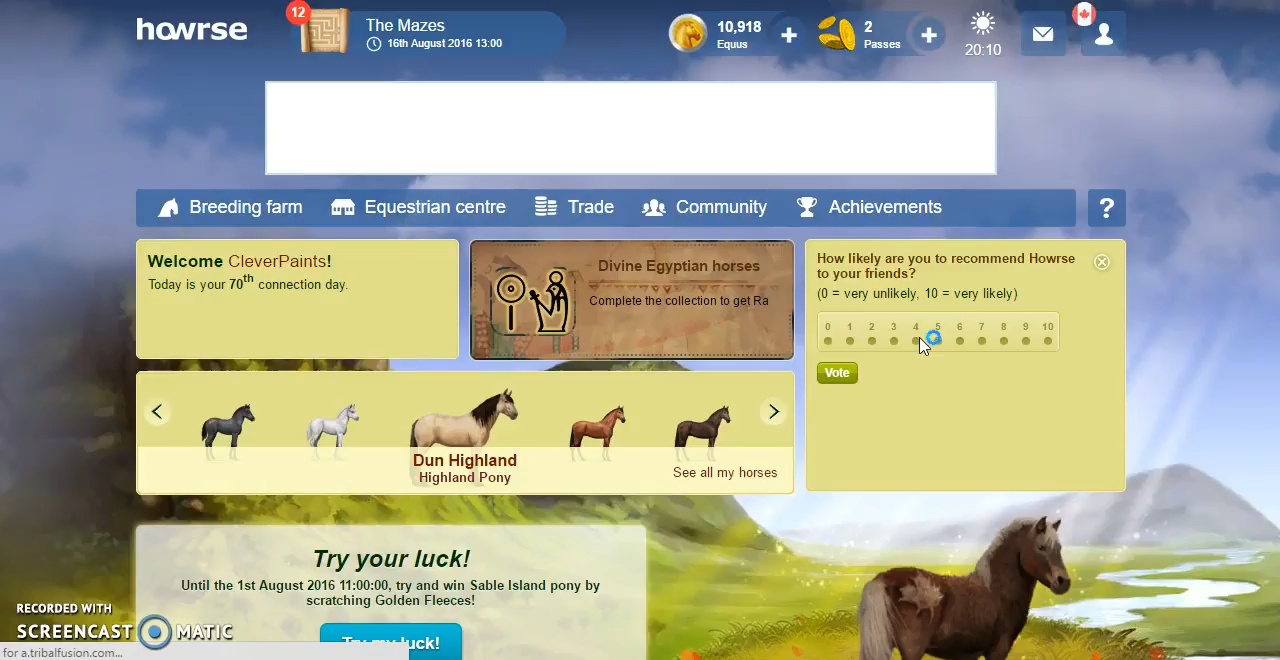 howrse
12
The Mazes
16th August 2016 13:00
10,918
Equus
2
Passes
20:10
Breeding farm
Equestrian centre
Trade
Community
Achievements
?
Welcome CleverPaints!
Today is your 70th connection day.
Divine Egyptian horses
Complete the collection to get Ra
How likely are you to recommend Howrse
to your friends?
(0 = very unlikely, 10 = very likely)
0 1 2 3 4 5 6 7 8 9 10
Vote
Dun Highland
Highland Pony
See all my horses
Try your luck!
Until the 1st August 2016 11:00:00, try and win Sable Island pony by
scratching Golden Fleeces!
Try my luck!
RECORDED WITH
SCREENCAST MATIC
for a.tribalfusion.com...